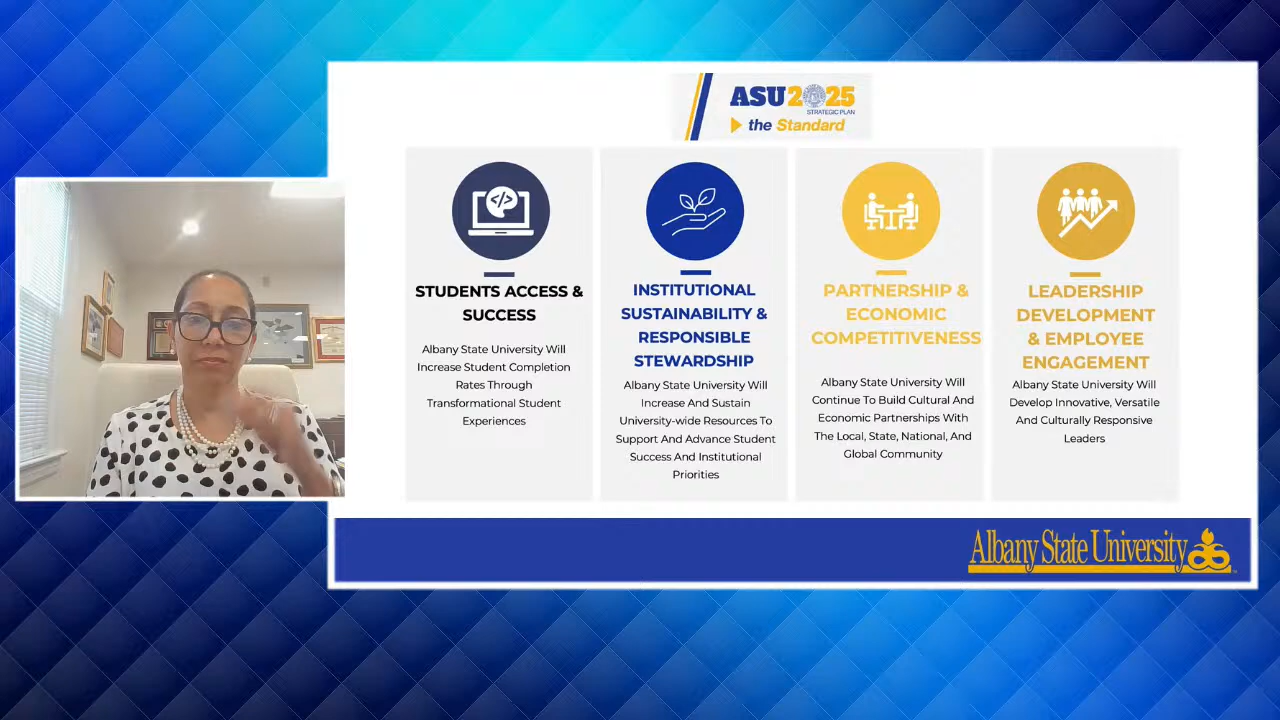 ASU2025
STRATEGIC PLAN
the Standard
STUDENTS ACCESS &
SUCCESS
Albany State University Will
Increase Student Completion
Rates Through
Transformational Student
Experiences
INSTITUTIONAL
SUSTAINABILITY &
RESPONSIBLE
STEWARDSHIP
Albany State University Will
Increase And Sustain
University-wide Resources To
Support And Advance Student
Success And Institutional
Priorities
PARTNERSHIP &
ECONOMIC
COMPETITIVENESS
Albany State University Will
Continue To Build Cultural And
Economic Partnerships With
The Local, State, National, And
Global Community
LEADERSHIP
DEVELOPMENT
& EMPLOYEE
ENGAGEMENT
Albany State University Will
Develop Innovative, Versatile
And Culturally Responsive
Leaders
Albany State University